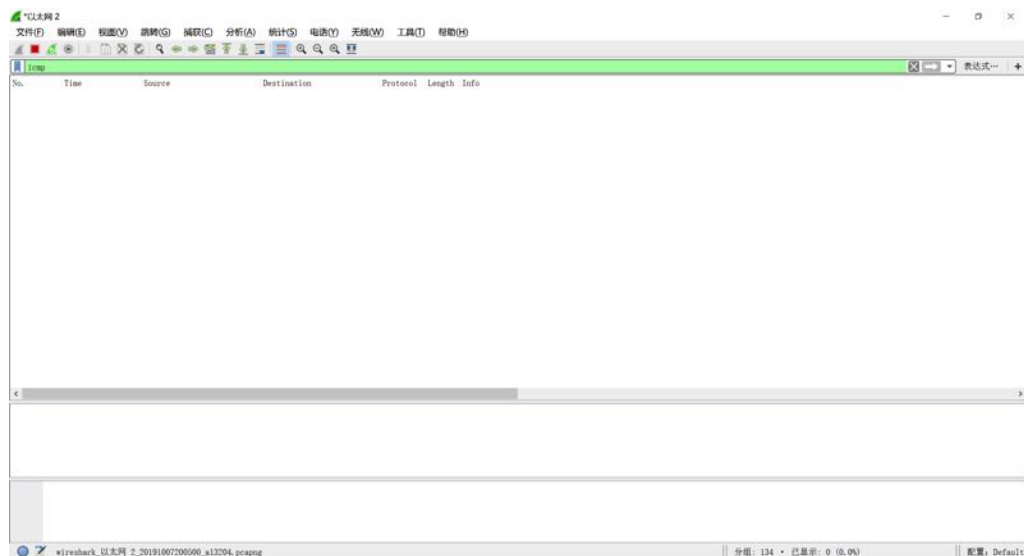 *以太网 2
文件(F) 编辑(E) 视图(V) 跳转(G) 捕获(C) 分析(A) 统计(S) 电话(Y) 无线(W) 工具(T) 帮助(H)
icmp 表达式… +
No. Time Source Destination Protocol Length Info
wireshark_以太网 2_20191007200500_a13204.pcapng 分组: 134 · 已显示: 0 (0.0%) 配置: Default